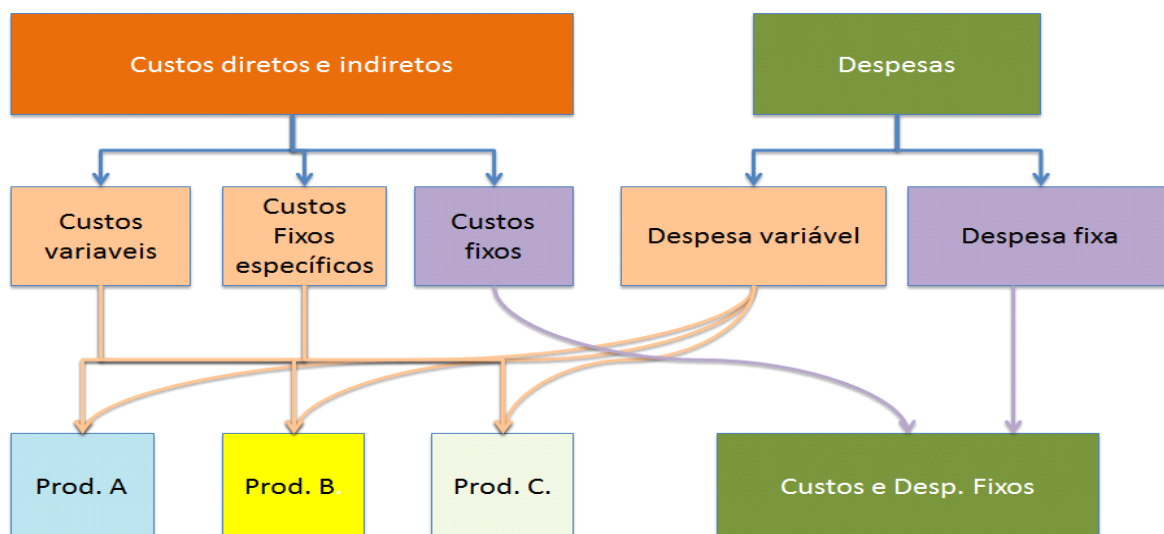 Custos diretos e indiretos
Despesas
Custos
variaveis
Custos
Fixos
específicos
Custos
fixos
Despesa variável
Despesa fixa
Prod. A
Prod. B.
Prod. C.
Custos e Desp. Fixos